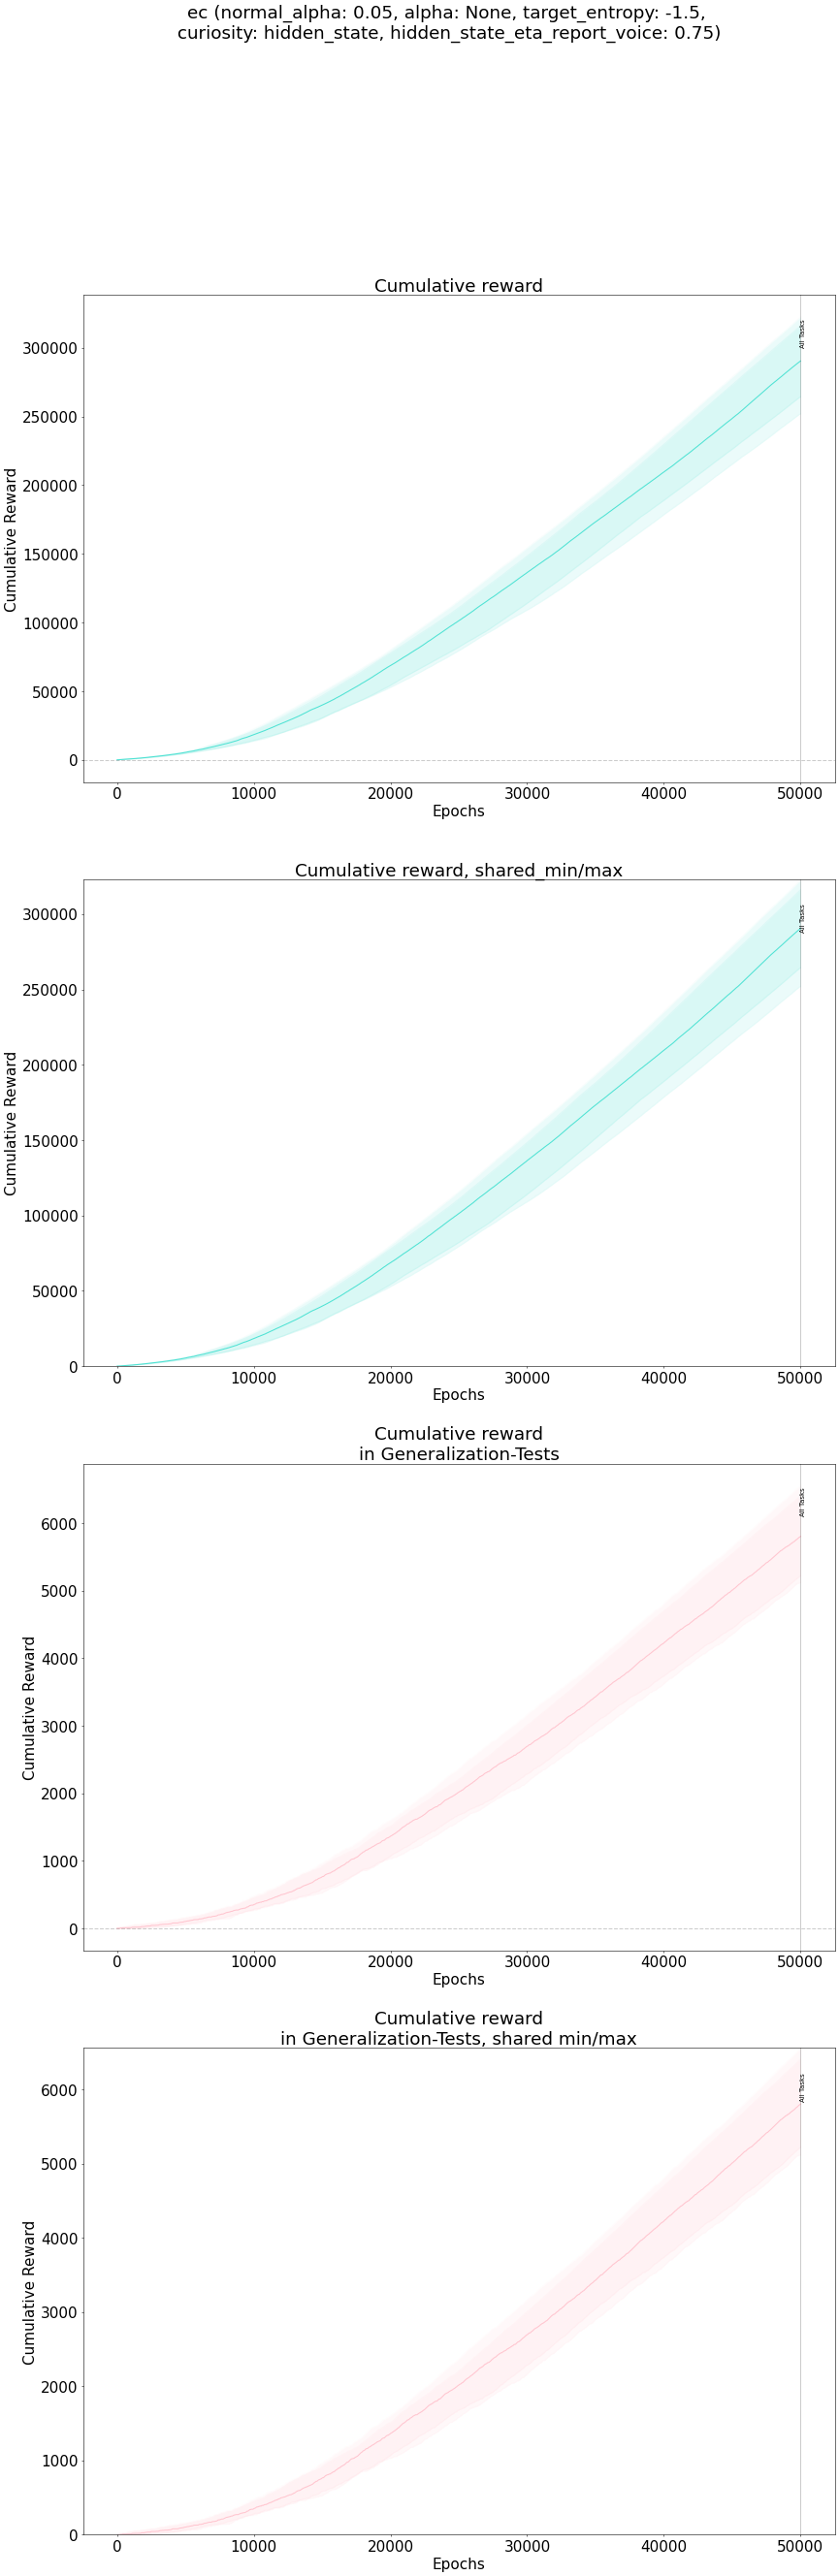 ec (normal_alpha: 0.05, alpha: None, target_entropy: -1.5,
curiosity: hidden_state, hidden_state_eta_report_voice: 0.75)
Cumulative reward
All Tasks
300000
250000
200000
150000
100000
50000
0
Cumulative Reward
0 10000 20000 30000 40000 50000
Epochs
Cumulative reward, shared_min/max
All Tasks
300000
250000
200000
150000
100000
50000
0
Cumulative Reward
0 10000 20000 30000 40000 50000
Epochs
Cumulative reward
in Generalization-Tests
All Tasks
6000
5000
4000
3000
2000
1000
0
Cumulative Reward
0 10000 20000 30000 40000 50000
Epochs
Cumulative reward
in Generalization-Tests, shared min/max
All Tasks
6000
5000
4000
3000
2000
1000
0
Cumulative Reward
0 10000 20000 30000 40000 50000
Epochs